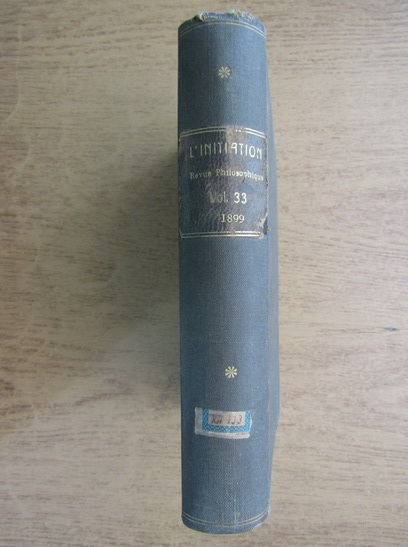 L'INITIATION
Revue Philosophique
Vol. 33
1899